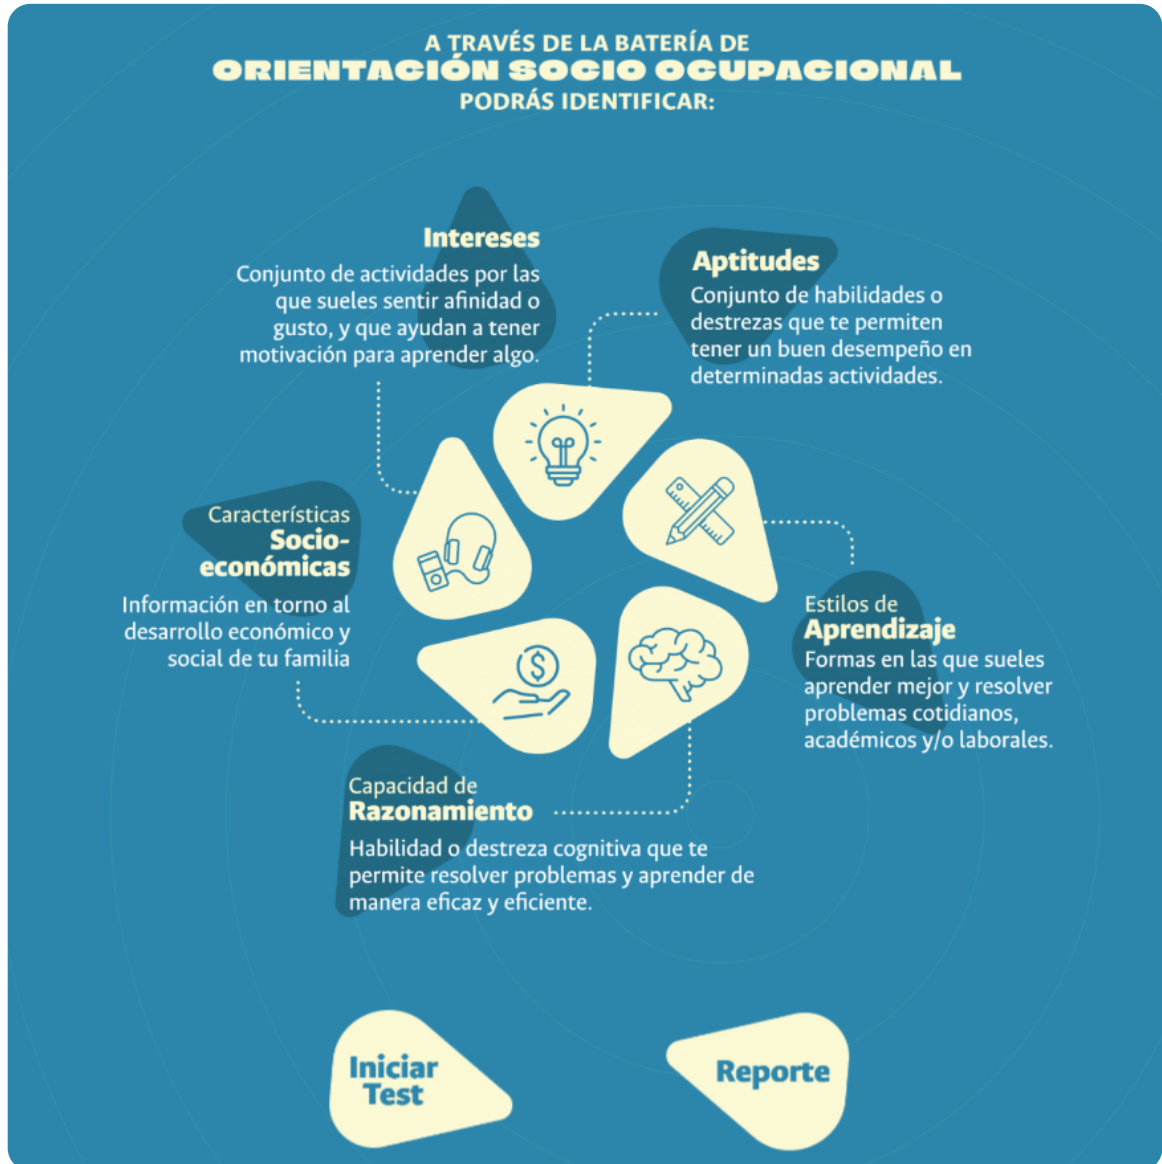 A TRAVÉS DE LA BATERÍA DE
ORIENTACIÓN SOCIO OCUPACIONAL
PODRÁS IDENTIFICAR:
Intereses
Conjunto de actividades por las
que sueles sentir afinidad o
gusto, y que ayudan a tener
motivación para aprender algo.
Aptitudes
Conjunto de habilidades o
destrezas que te permiten
tener un buen desempeño en
determinadas actividades.
Características
Socio-
económicas
Información en torno al
desarrollo económico y
social de tu familia
$
Estilos de
Aprendizaje
Formas en las que sueles
aprender mejor y resolver
problemas cotidianos,
académicos y/o laborales.
Capacidad de
Razonamiento
Habilidad o destreza cognitiva que te
permite resolver problemas y aprender de
manera eficaz y eficiente.
Iniciar
Test
Reporte